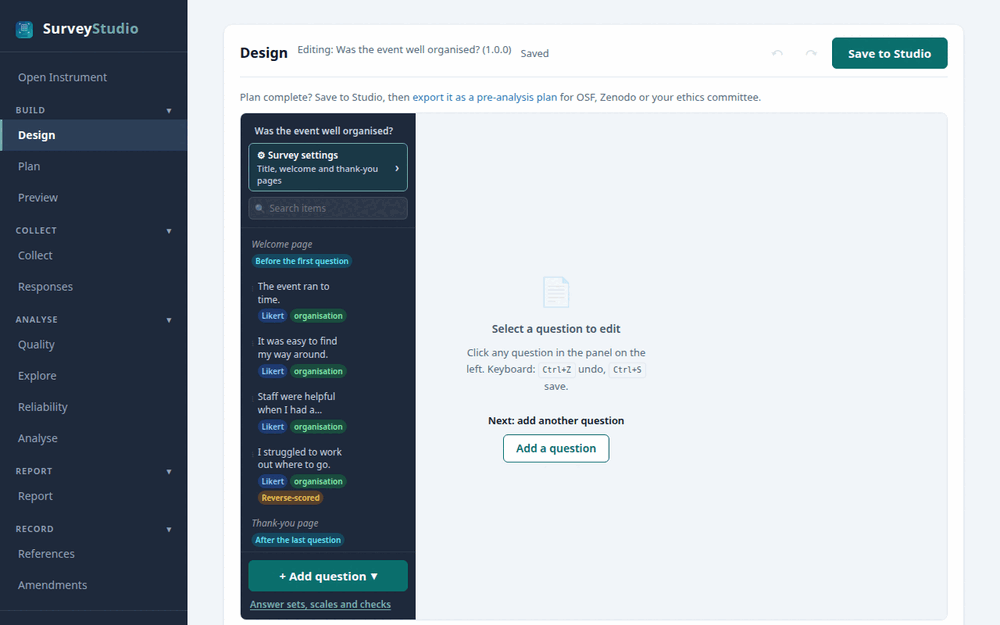 SurveyStudio
Open Instrument
BUILD ▼
Design
Plan
Preview
COLLECT ▼
Collect
Responses
ANALYSE ▼
Quality
Explore
Reliability
Analyse
REPORT ▼
Report
RECORD ▼
References
Amendments
Design Editing: Was the event well organised? (1.0.0) Saved
Save to Studio
Plan complete? Save to Studio, then export it as a pre-analysis plan for OSF, Zenodo or your ethics committee.
Was the event well organised?
⚙ Survey settings
Title, welcome and thank-you
pages
›
Search items
Welcome page
Before the first question
The event ran to
time.
Likert organisation
It was easy to find
my way around.
Likert organisation
Staff were helpful
when I had a...
Likert organisation
I struggled to work
out where to go.
Likert organisation
Reverse-scored
Thank-you page
After the last question
+ Add question ▼
Answer sets, scales and checks
Select a question to edit
Click any question in the panel on the
left. Keyboard: Ctrl+Z undo, Ctrl+S
save.
Next: add another question
Add a question